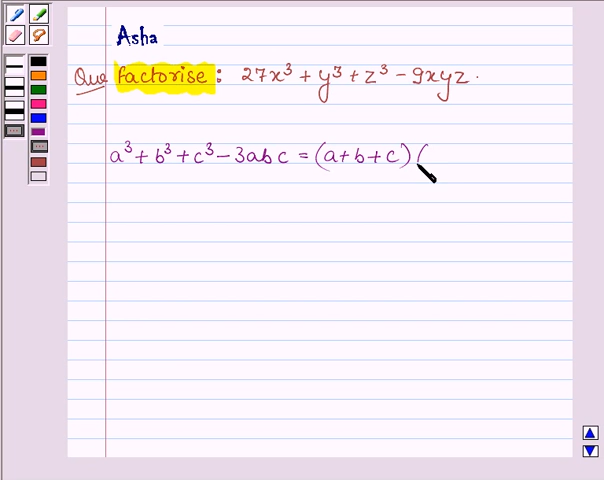 Asha
Que factorise : 27x³ + y³ + z³ - 9xyz.
a³ + b³ + c³ - 3abc = (a+b+c) (